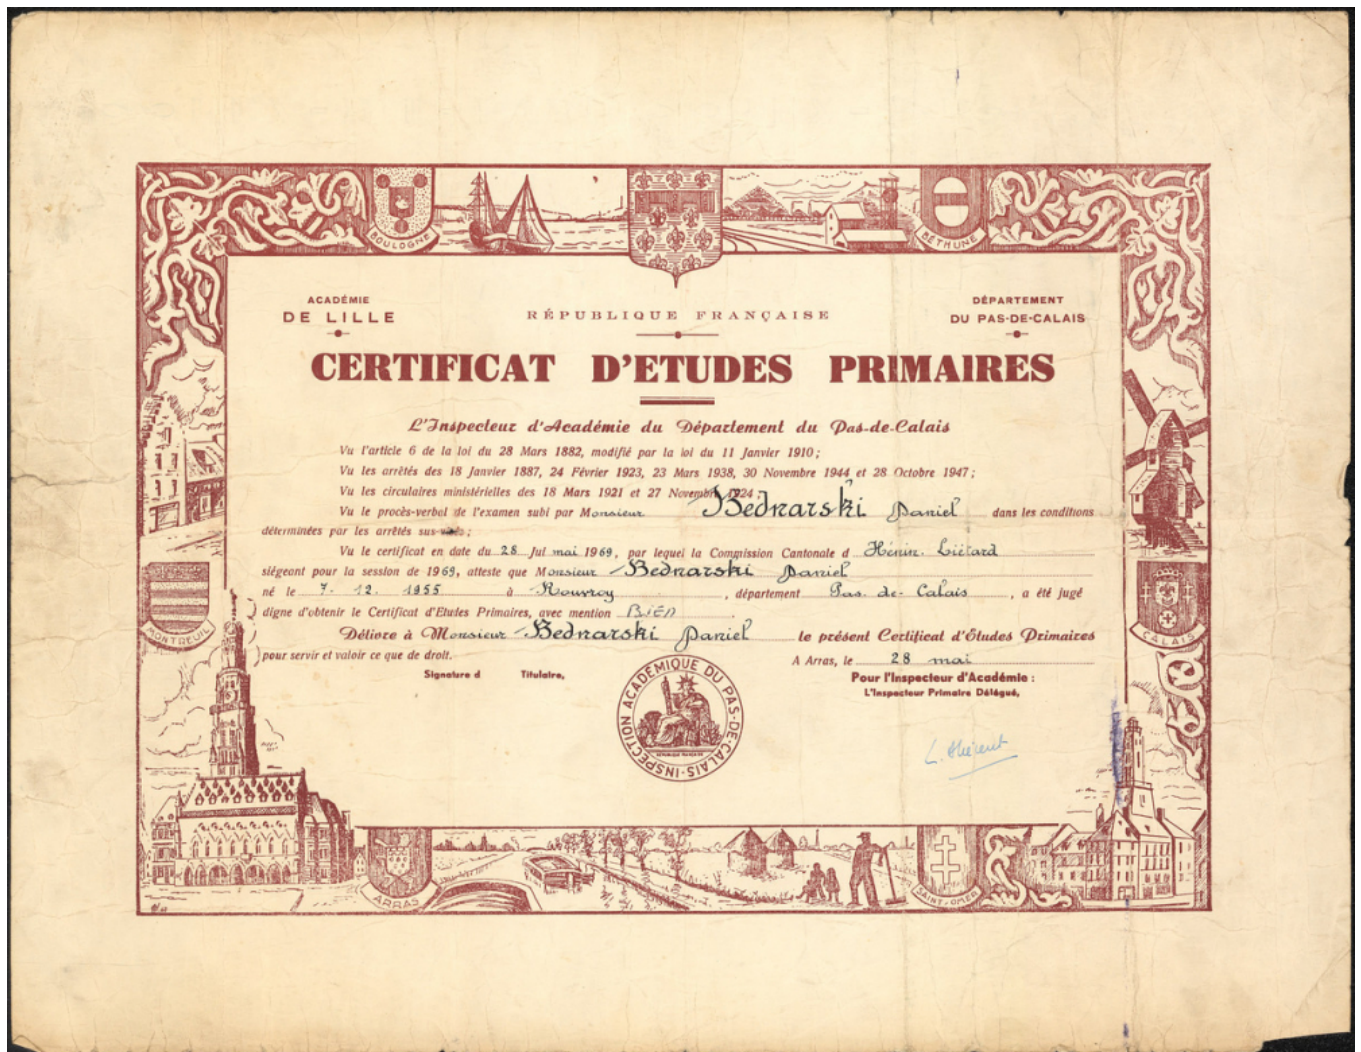 BOULOGNE
BÉTHUNE
ACADÉMIE
DE LILLE
RÉPUBLIQUE FRANÇAISE
DÉPARTEMENT
DU PAS-DE-CALAIS
CERTIFICAT D'ETUDES PRIMAIRES
L'Inspecteur d'Académie du Département du Pas-de-Calais
Vu l'article 6 de la loi du 28 Mars 1882, modifié par la loi du 11 Janvier 1910 ;
Vu les arrêtés des 18 Janvier 1887, 24 Février 1923, 23 Mars 1938, 30 Novembre 1944 et 28 Octobre 1947 ;
Vu les circulaires ministérielles des 18 Mars 1921 et 27 Novembre 1924 ;
Vu le procès-verbal de l'examen subi par Monsieur Bednarski Daniel dans les conditions
déterminées par les arrêtés sus-visés ;
Vu le certificat en date du 28 Jui mai 1969, par lequel la Commission Cantonale d Hénin-Liétard
siégeant pour la session de 1969, atteste que Monsieur Bednarski Daniel
né le 7. 12. 1955 à Rouvroy, département Pas-de-Calais, a été jugé
digne d'obtenir le Certificat d'Etudes Primaires, avec mention BIEN
Délivre à Monsieur Bednarski Daniel le présent Certificat d'Études Primaires
pour servir et valoir ce que de droit.
A Arras, le 28 mai
Signature d Titulaire,
Pour l'Inspecteur d'Académie :
L'Inspecteur Primaire Délégué,
INSPECTION ACADÉMIQUE DU PAS-DE-CALAIS
RÉPUBLIQUE FRANÇAISE
MONTREUIL
CALAIS
ARRAS
SAINT-OMER